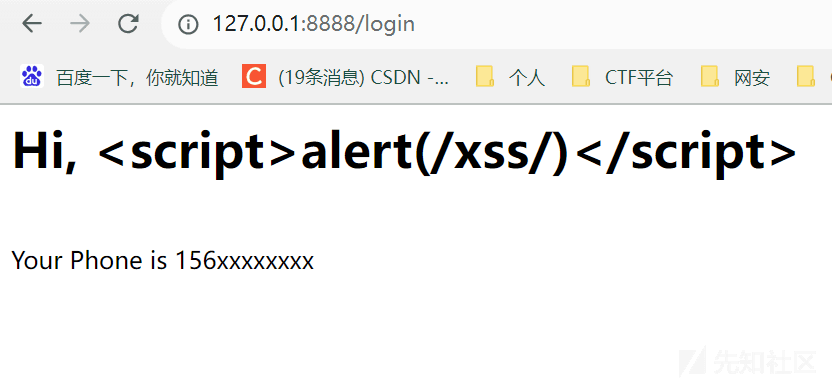 127.0.0.1:8888/login
du 百度一下，你就知道 C (19条消息) CSDN -... 个人 CTF平台 网安
Hi, <script>alert(/xss/)</script>
Your Phone is 156xxxxxxxx
先知社区